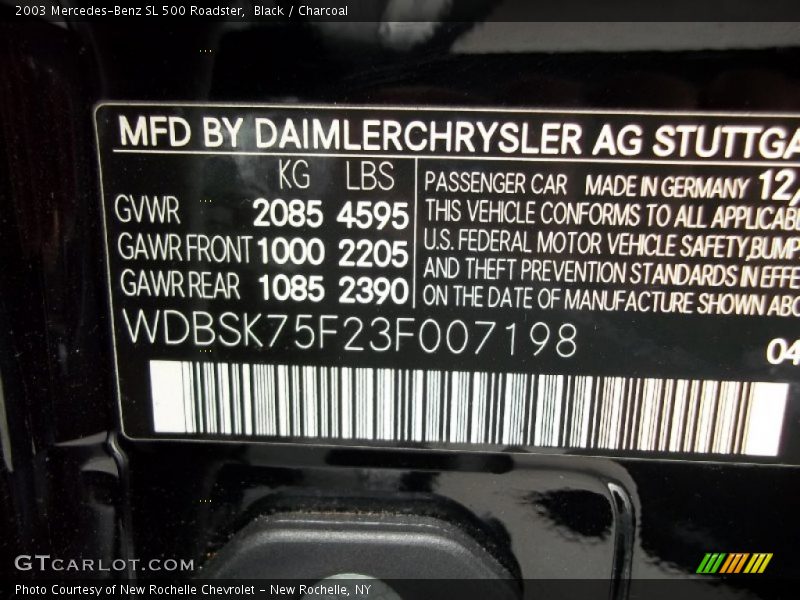 2003 Mercedes-Benz SL 500 Roadster, Black / Charcoal
MFD BY DAIMLERCHRYSLER AG STUTTGA
KG LBS
GVWR 2085 4595
GAWR FRONT 1000 2205
GAWR REAR 1085 2390
PASSENGER CAR MADE IN GERMANY 12/
THIS VEHICLE CONFORMS TO ALL APPLICAB
U.S. FEDERAL MOTOR VEHICLE SAFETY,BUMP
AND THEFT PREVENTION STANDARDS IN EFFE
ON THE DATE OF MANUFACTURE SHOWN ABO
WDBSK75F23F007198
04
GTCARLOT.COM
Photo Courtesy of New Rochelle Chevrolet - New Rochelle, NY